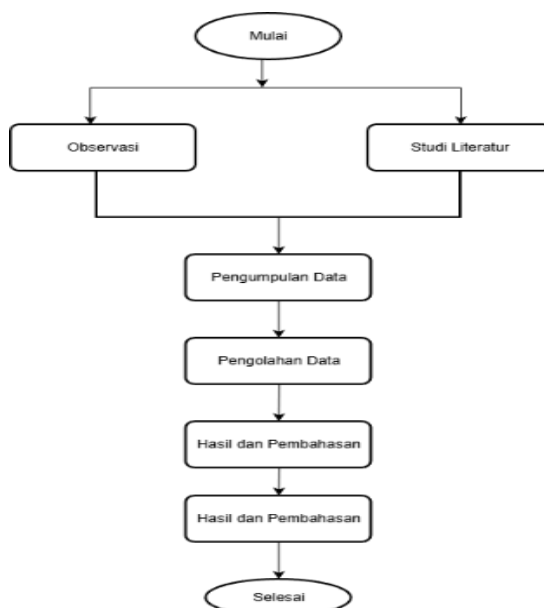 Mulai
Observasi
Studi Literatur
Pengumpulan Data
Pengolahan Data
Hasil dan Pembahasan
Hasil dan Pembahasan
Selesai